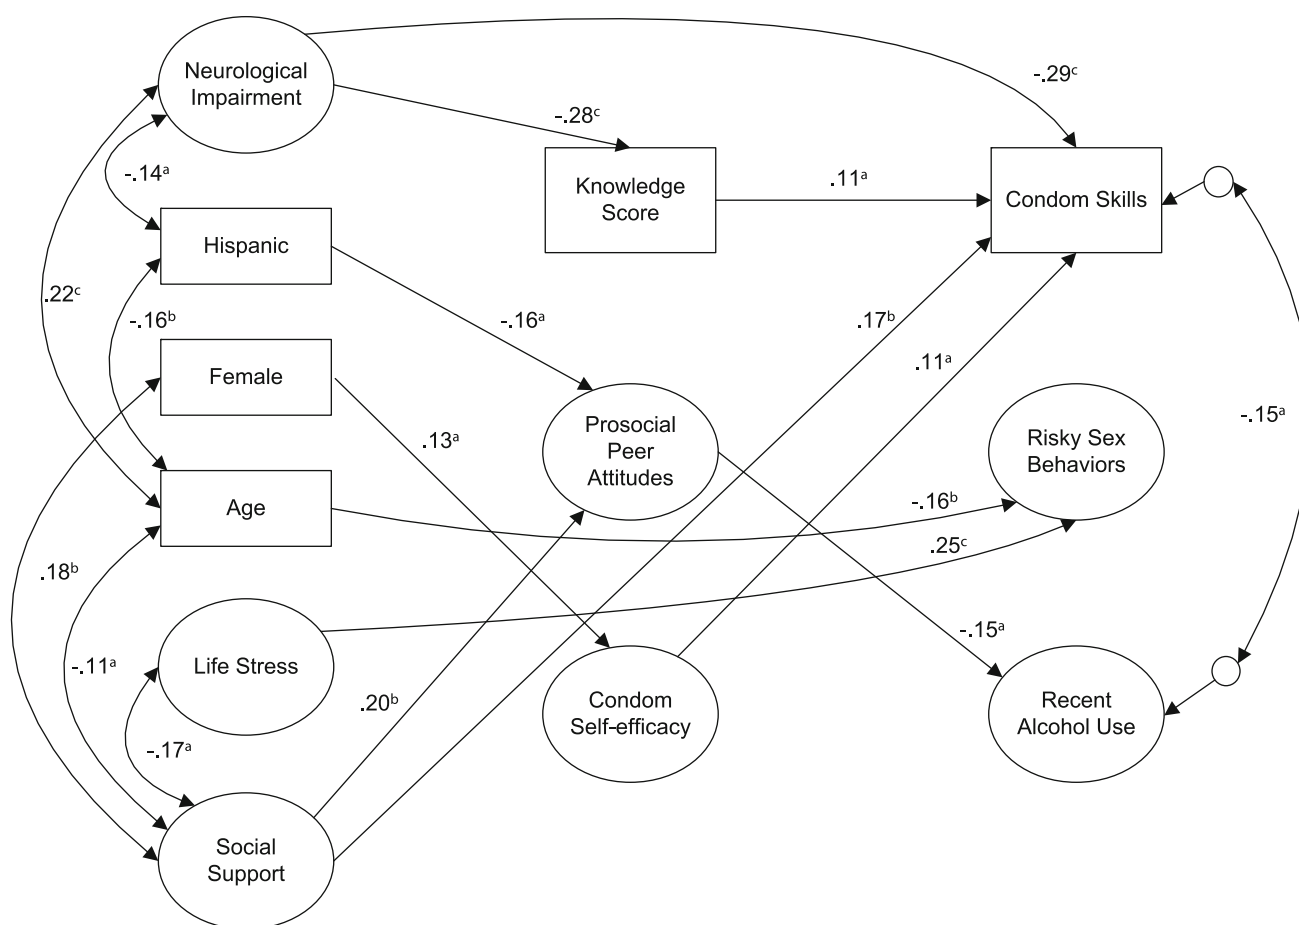 Neurological
Impairment
-.29ᶜ
-.28ᶜ
-.14ᵃ
Knowledge
Score
.11ᵃ
Condom Skills
Hispanic
.22ᶜ
-.16ᵇ
-.16ᵃ
.17ᵇ
.11ᵃ
Female
.13ᵃ
Prosocial
Peer
Attitudes
Risky Sex
Behaviors
-.15ᵃ
Age
-.16ᵇ
.25ᶜ
.18ᵇ
-.11ᵃ
Life Stress
-.15ᵃ
.20ᵇ
Condom
Self-efficacy
Recent
Alcohol Use
-.17ᵃ
Social
Support